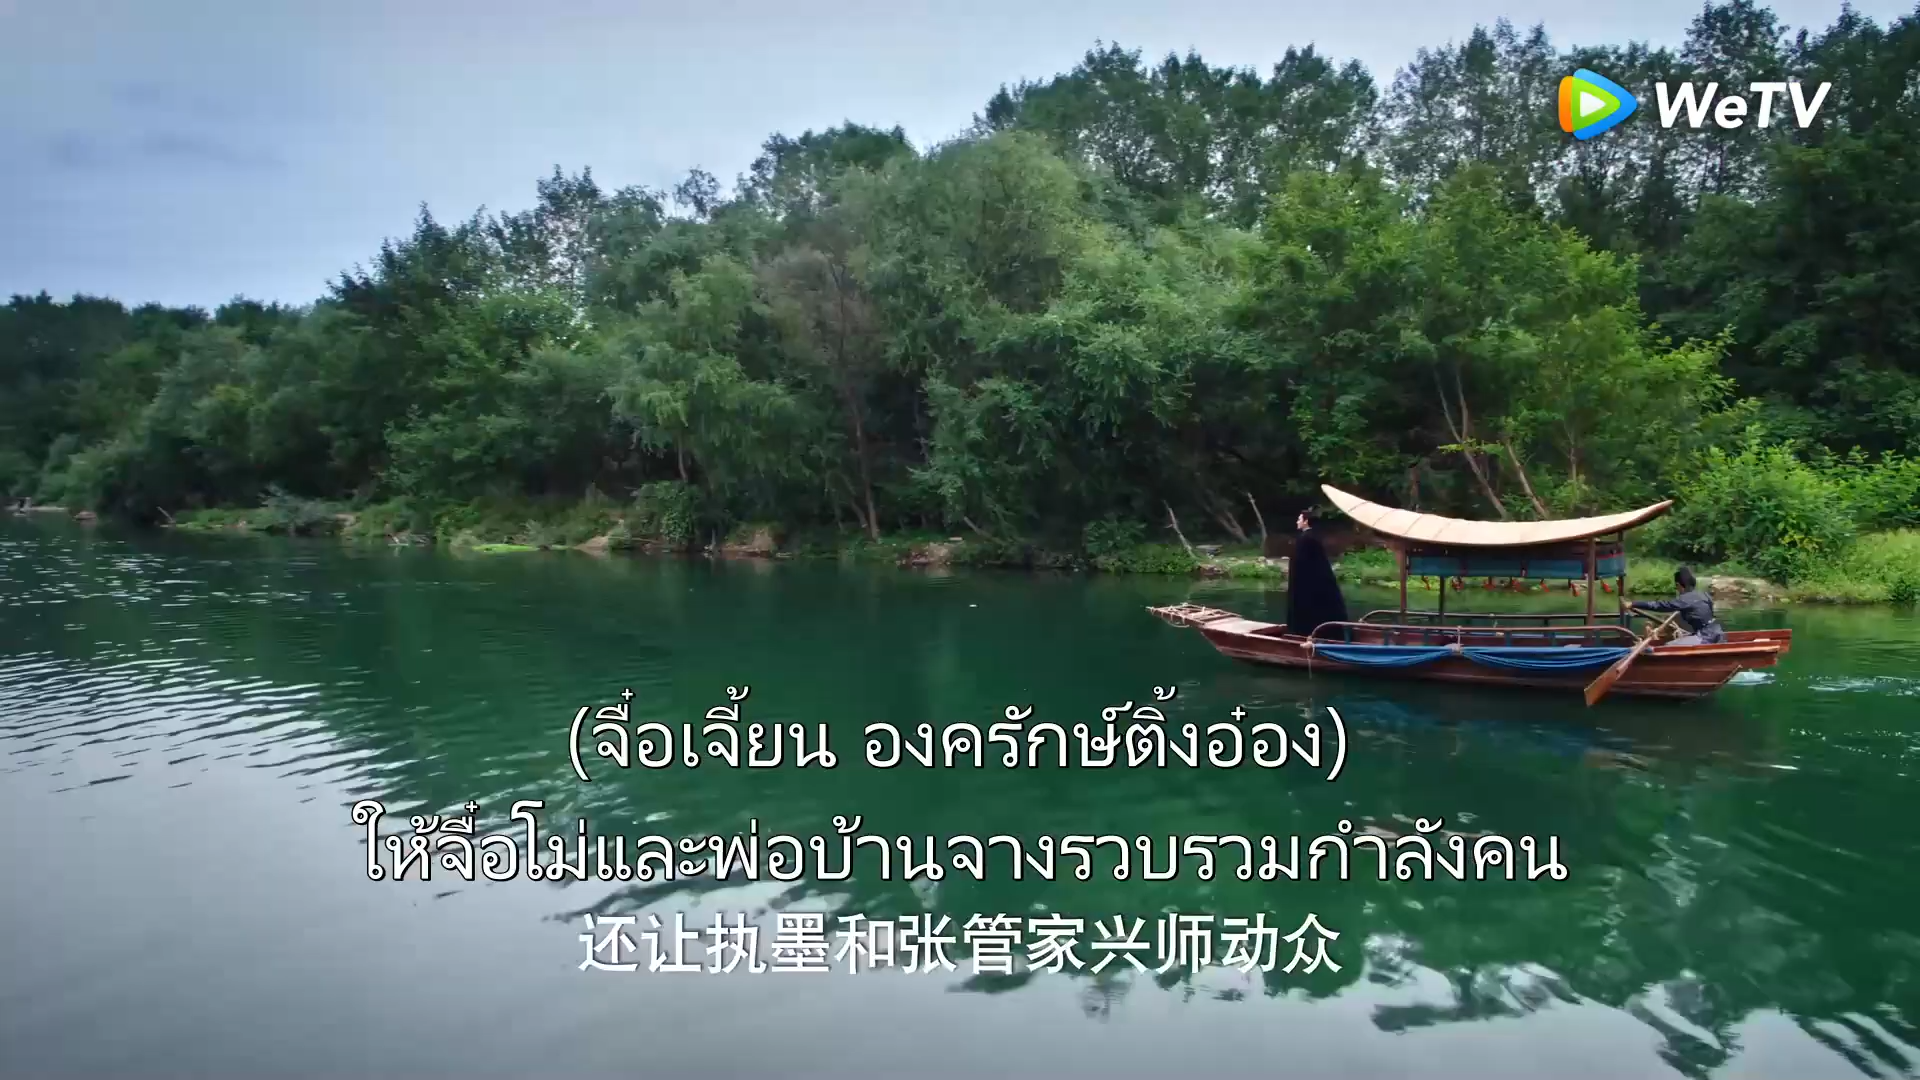 WeTV
(จื๋อเจี้ยน องครักษ์ติ้งอ๋อง)
ให้จื๋อโม่และพ่อบ้านจางรวบรวมกำลังคน
还让执墨和张管家兴师动众